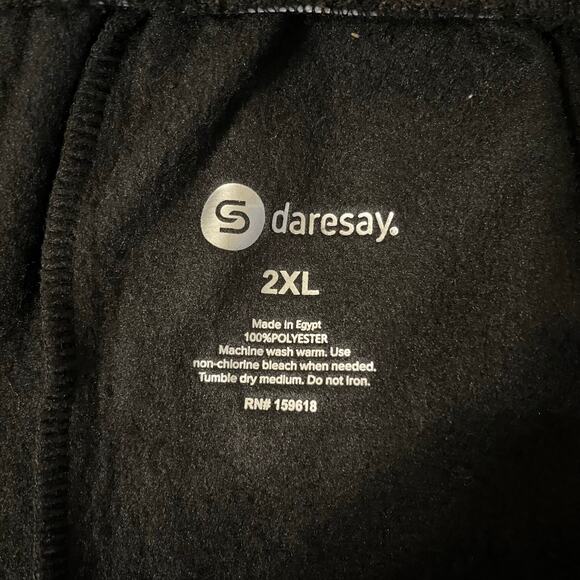 S daresay®
2XL
Made in Egypt
100%POLYESTER
Machine wash warm. Use
non-chlorine bleach when needed.
Tumble dry medium. Do not Iron.
RN# 159618